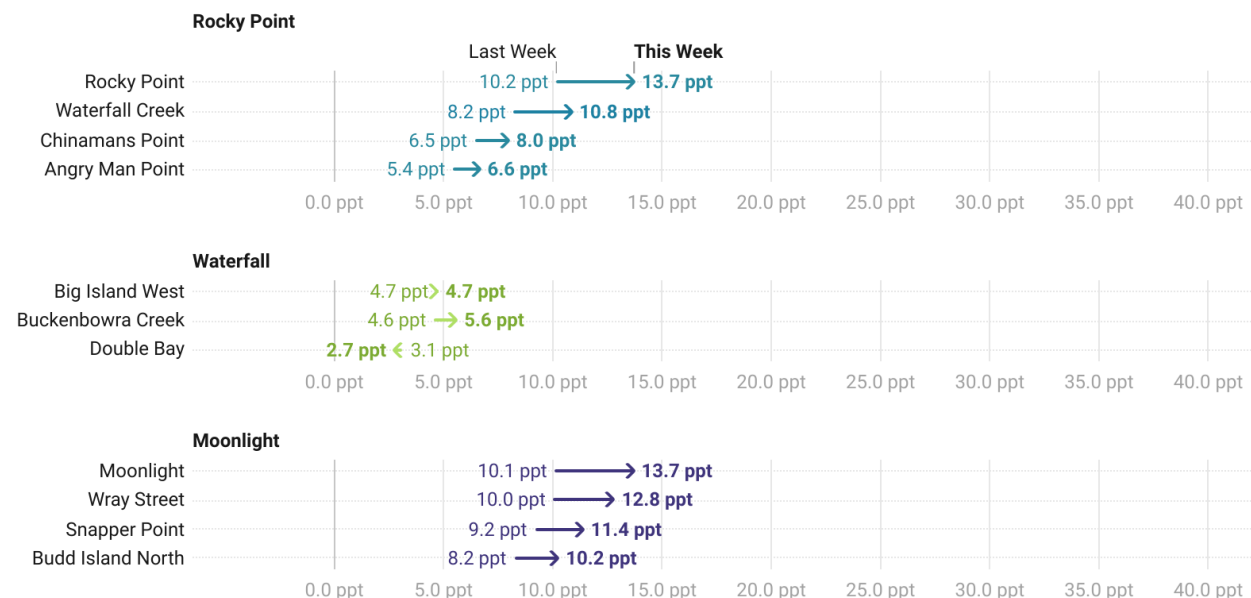 Rocky Point
Last Week This Week
Rocky Point 10.2 ppt 13.7 ppt
Waterfall Creek 8.2 ppt 10.8 ppt
Chinamans Point 6.5 ppt 8.0 ppt
Angry Man Point 5.4 ppt 6.6 ppt
0.0 ppt 5.0 ppt 10.0 ppt 15.0 ppt 20.0 ppt 25.0 ppt 30.0 ppt 35.0 ppt 40.0 ppt
Waterfall
Big Island West 4.7 ppt 4.7 ppt
Buckenbowra Creek 4.6 ppt 5.6 ppt
Double Bay 2.7 ppt 3.1 ppt
0.0 ppt 5.0 ppt 10.0 ppt 15.0 ppt 20.0 ppt 25.0 ppt 30.0 ppt 35.0 ppt 40.0 ppt
Moonlight
Moonlight 10.1 ppt 13.7 ppt
Wray Street 10.0 ppt 12.8 ppt
Snapper Point 9.2 ppt 11.4 ppt
Budd Island North 8.2 ppt 10.2 ppt
0.0 ppt 5.0 ppt 10.0 ppt 15.0 ppt 20.0 ppt 25.0 ppt 30.0 ppt 35.0 ppt 40.0 ppt